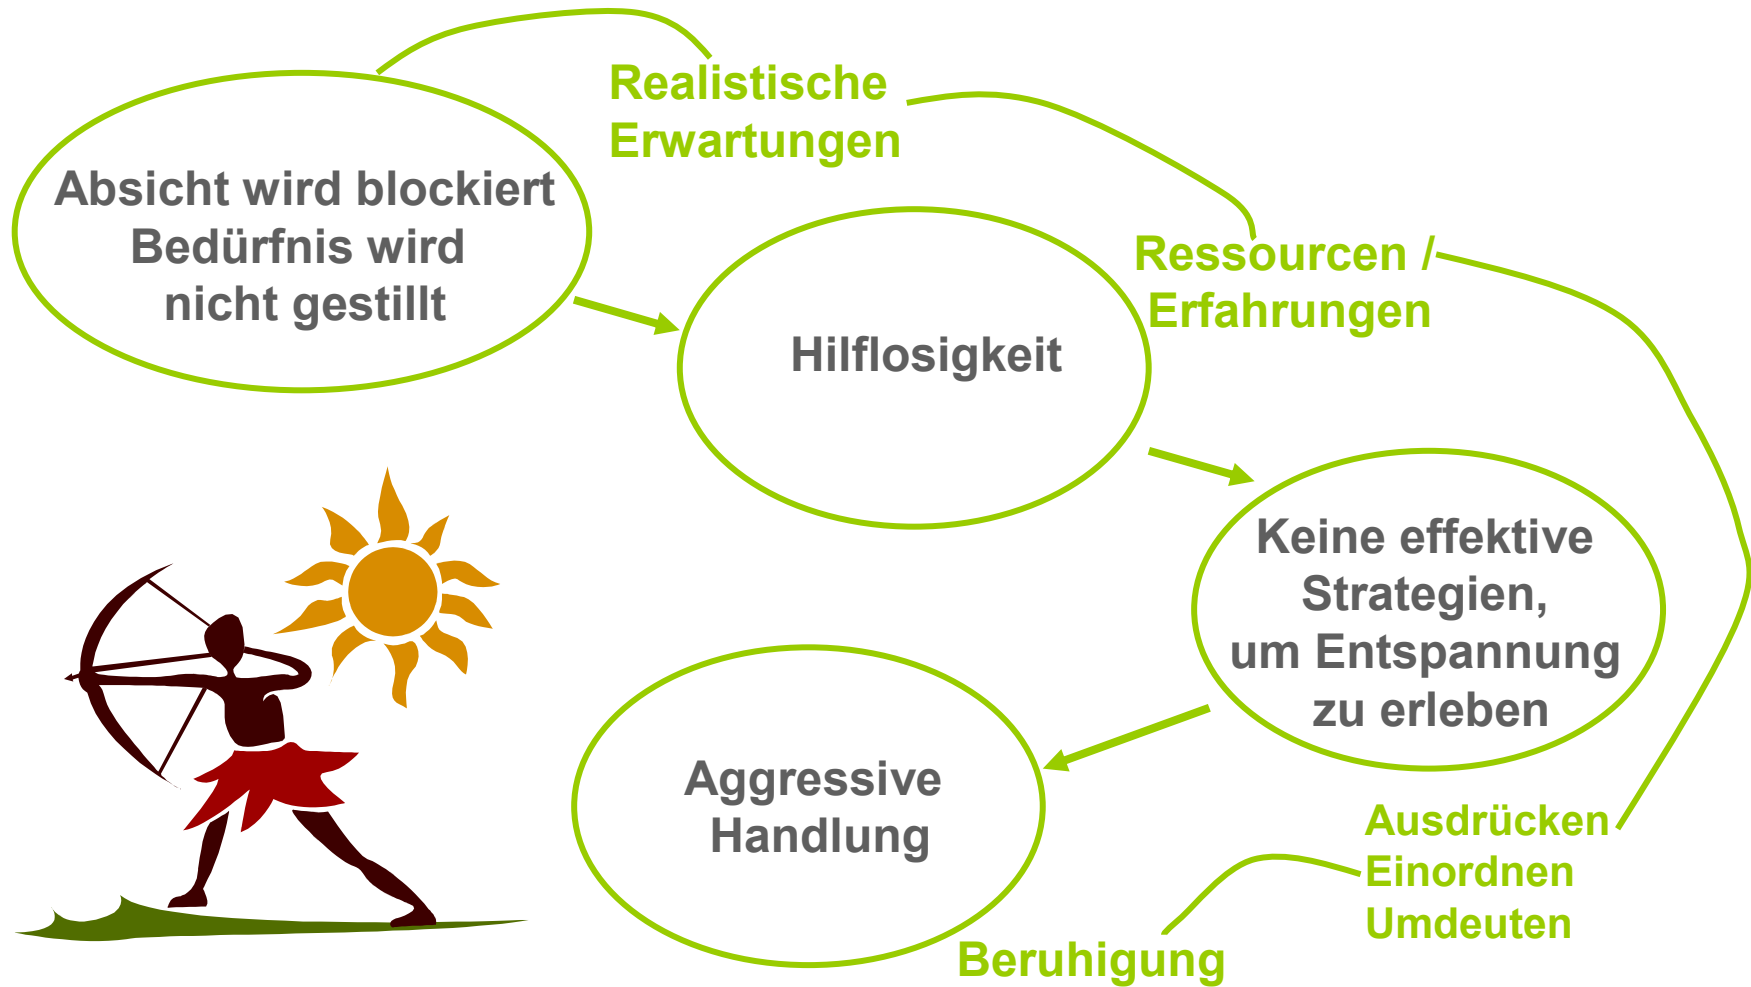 Realistische
Erwartungen
Absicht wird blockiert
Bedürfnis wird
nicht gestillt
Ressourcen /
Erfahrungen
Hilflosigkeit
Keine effektive
Strategien,
um Entspannung
zu erleben
Aggressive
Handlung
Ausdrücken
Einordnen
Umdeuten
Beruhigung